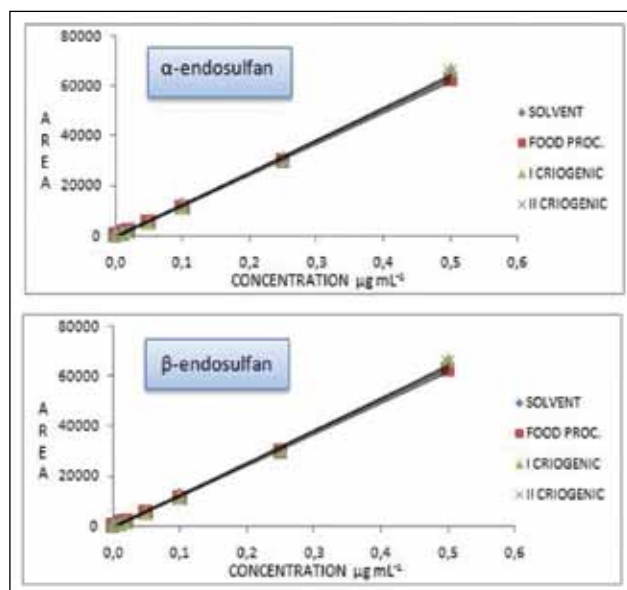 80000
α-endosulfan
60000
A
R
E
A
40000
20000
0
♦SOLVENT
FOOD PROC.
I CRIOGENIC
II CRIOGENIC
0,0 0,1 0,2 0,3 0,4 0,5 0,6
CONCENTRATION µg mL⁻¹
80000
β-endosulfan
60000
A
R
E
A
40000
20000
0
SOLVENT
FOOD PROC.
I CRIOGENIC
II CRIOGENIC
0,0 0,1 0,2 0,3 0,4 0,5 0,6
CONCENTRATION µg mL⁻¹